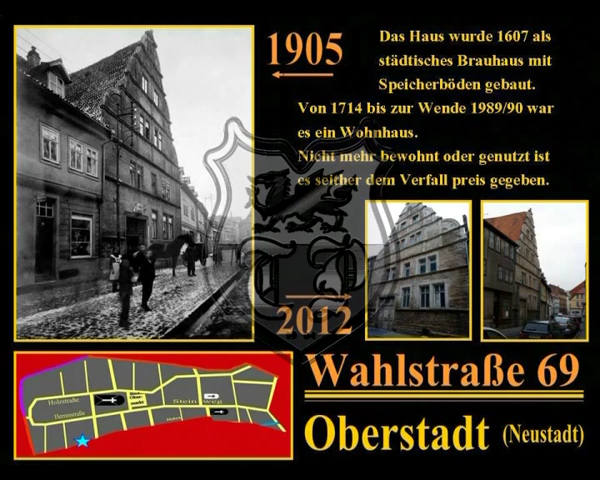 1905
Das Haus wurde 1607 als
städtisches Brauhaus mit
Speicherböden gebaut.
Von 1714 bis zur Wende 1989/90 war
es ein Wohnhaus.
Nicht mehr bewohnt oder genutzt ist
es seither dem Verfall preis gegeben.
2012
Wahlstraße 69
Oberstadt (Neustadt)
Holzstraße
Herrenstraße
Steinweg